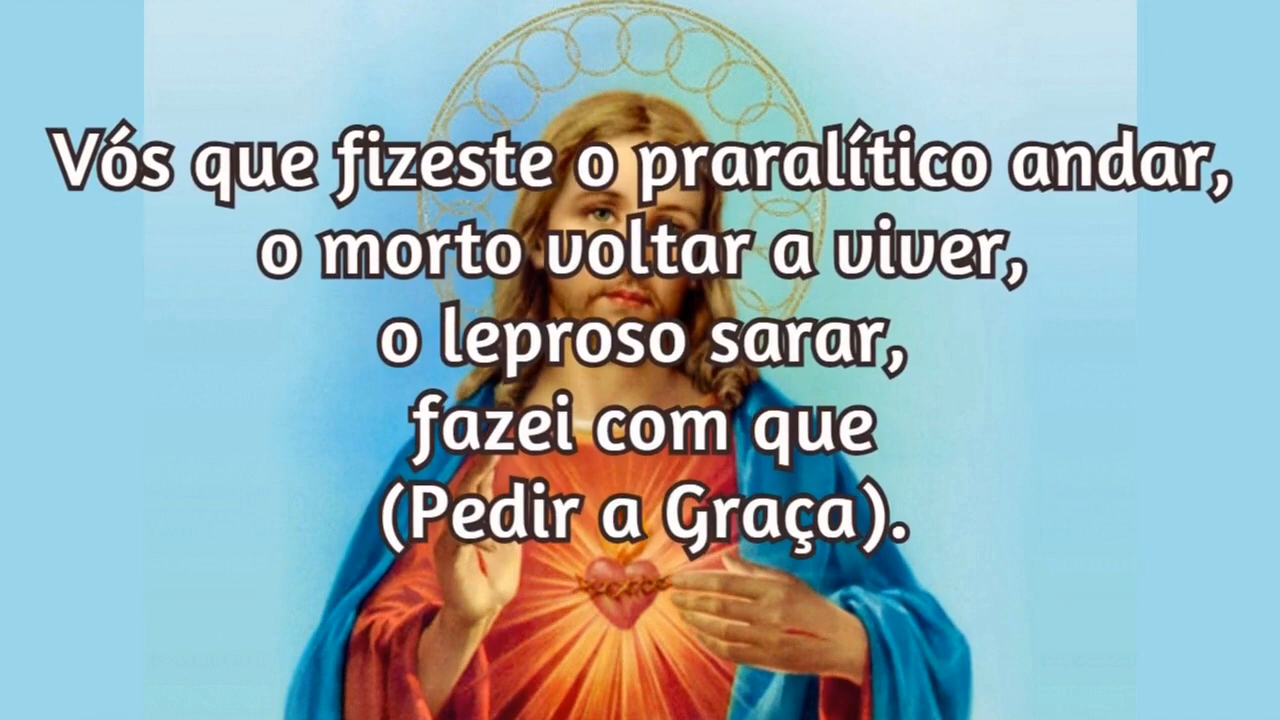 Vós que fizeste o praralítico andar,
o morto voltar a viver,
o leproso sarar,
fazei com que
(Pedir a Graça).